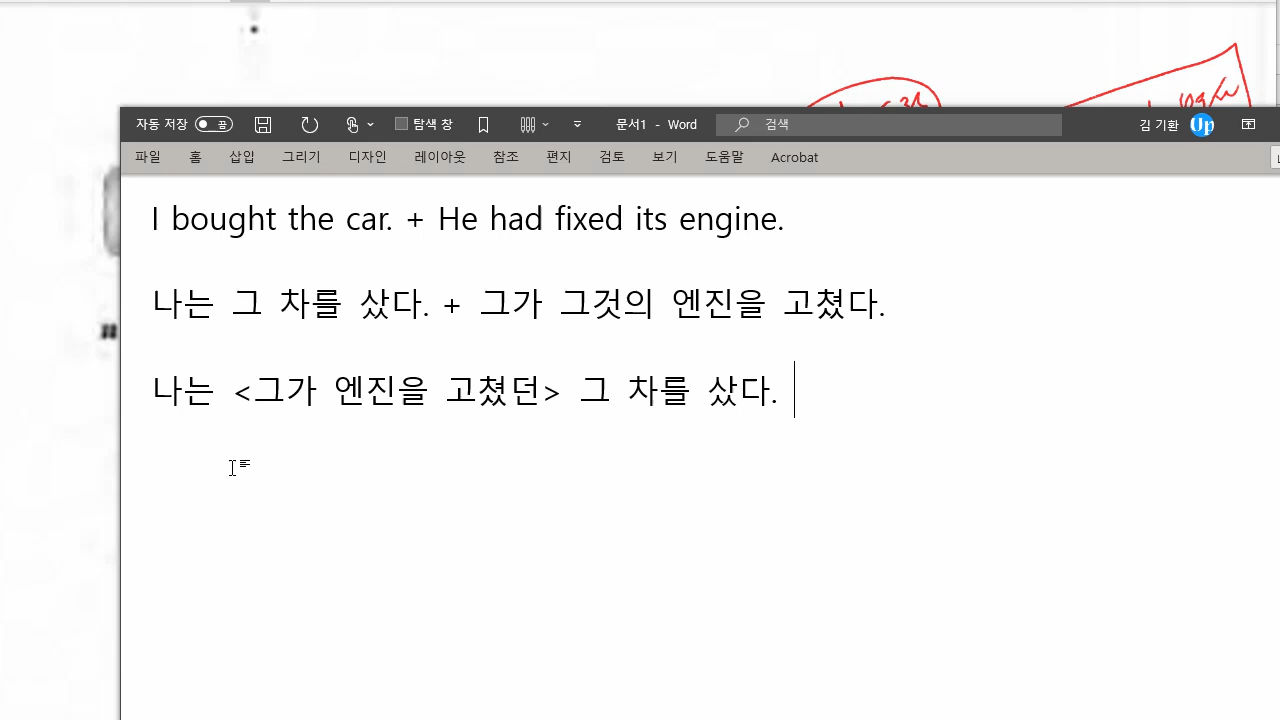 자동 저장 끔 탐색 창 문서1 - Word 검색 김 기환 Up
파일 홈 삽입 그리기 디자인 레이아웃 참조 편지 검토 보기 도움말 Acrobat
I bought the car. + He had fixed its engine.
나는 그 차를 샀다. + 그가 그것의 엔진을 고쳤다.
나는 <그가 엔진을 고쳤던> 그 차를 샀다.